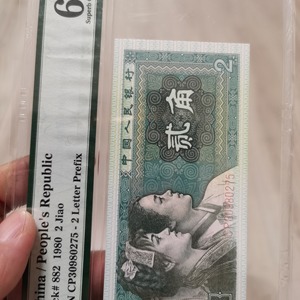 Superb
6
China / People's Republic
882 1980 2 Jiao
CP30980275 - 2 Letter Prefix
中国人民银行
2
贰角
CP30980275